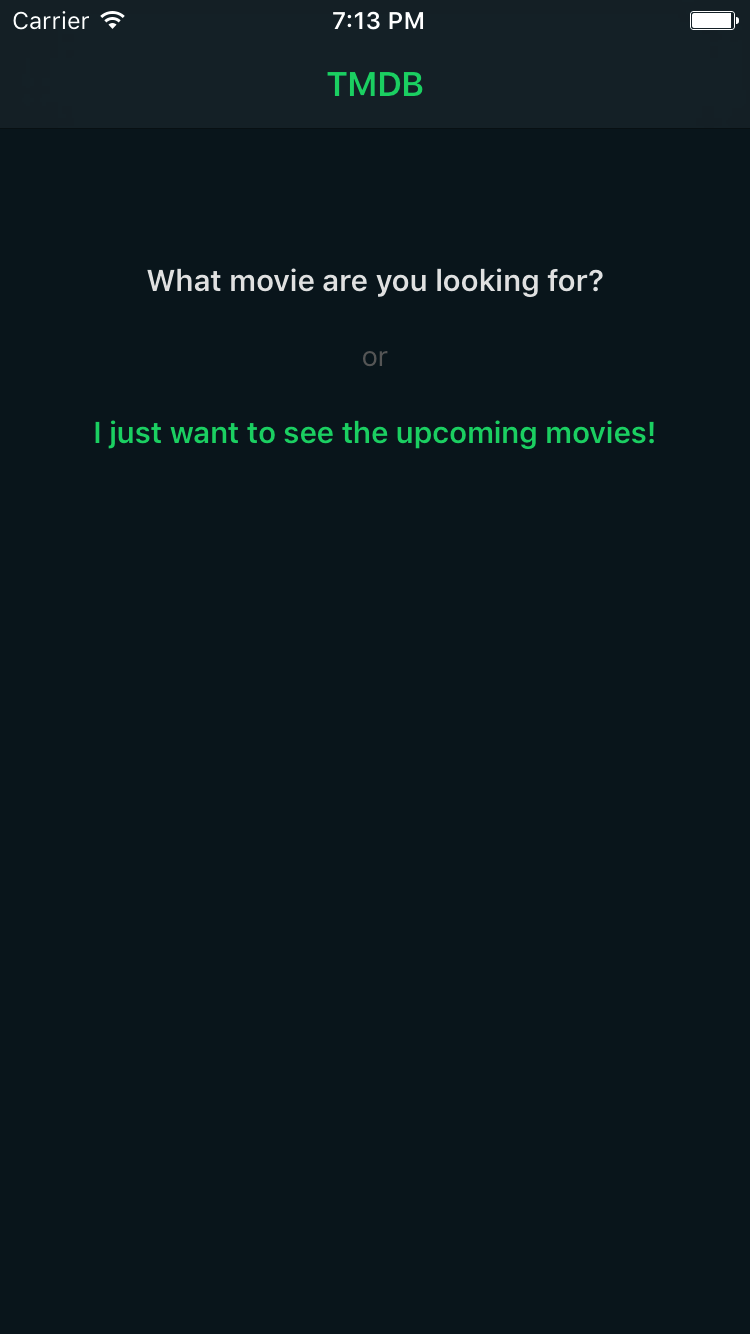 Carrier 7:13 PM
TMDB
What movie are you looking for?
or
I just want to see the upcoming movies!